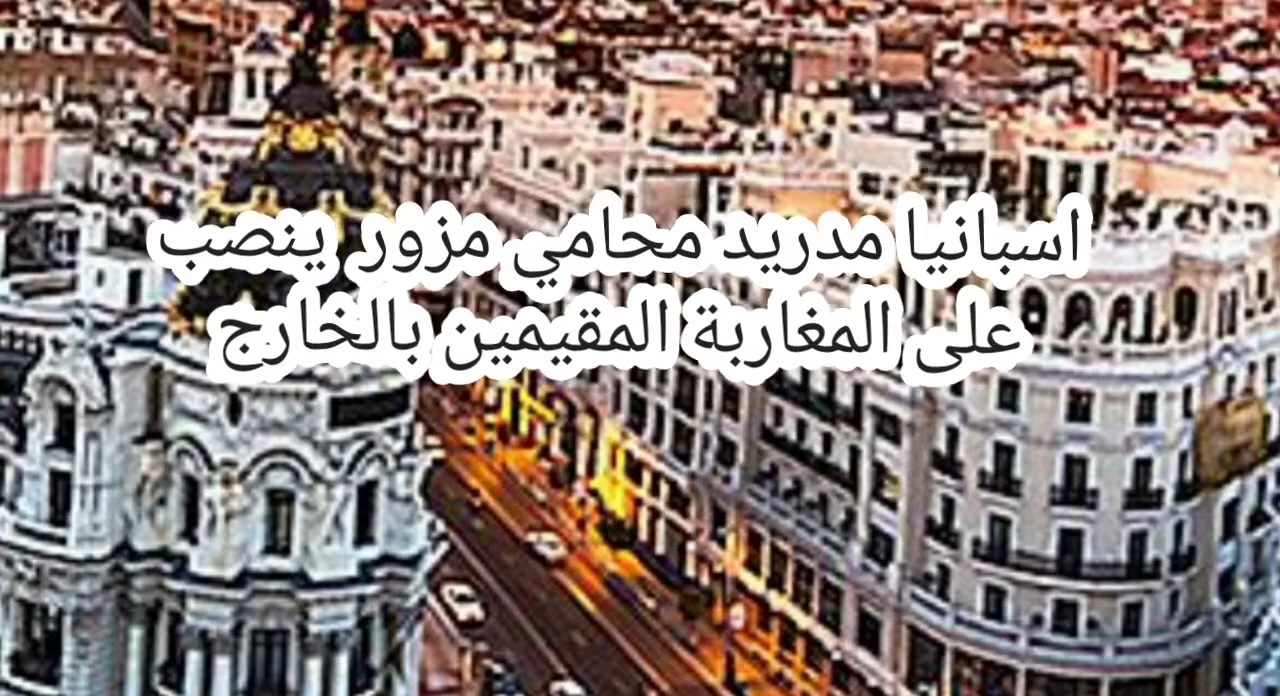 اسبانيا مدريد محامي مزور ينصب
على المغاربة المقيمين بالخارج